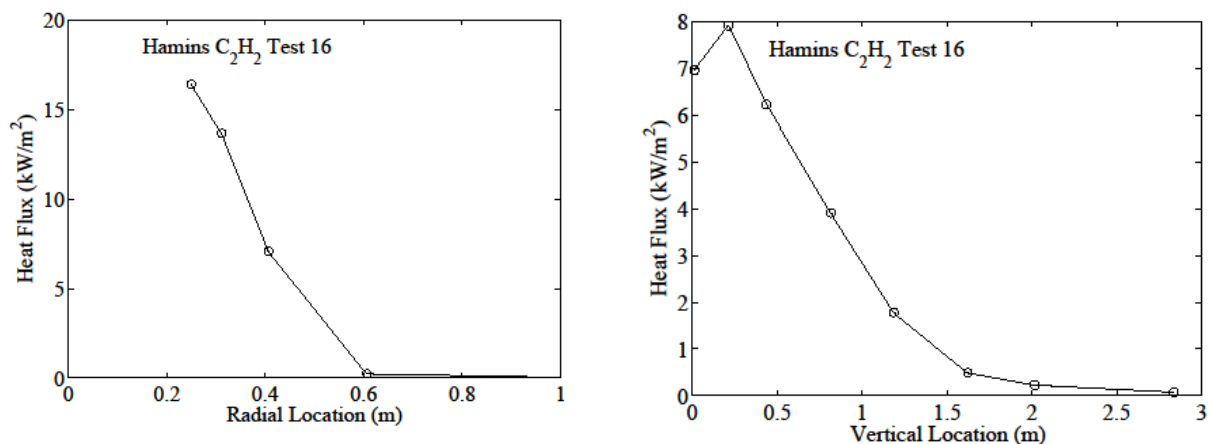 Hamins C2H2 Test 16
Heat Flux (kW/m2)
20
15
10
5
0
0 0.2 0.4 0.6 0.8 1
Radial Location (m)
Hamins C2H2 Test 16
Heat Flux (kW/m2)
8
7
6
5
4
3
2
1
0
0 0.5 1 1.5 2 2.5 3
Vertical Location (m)